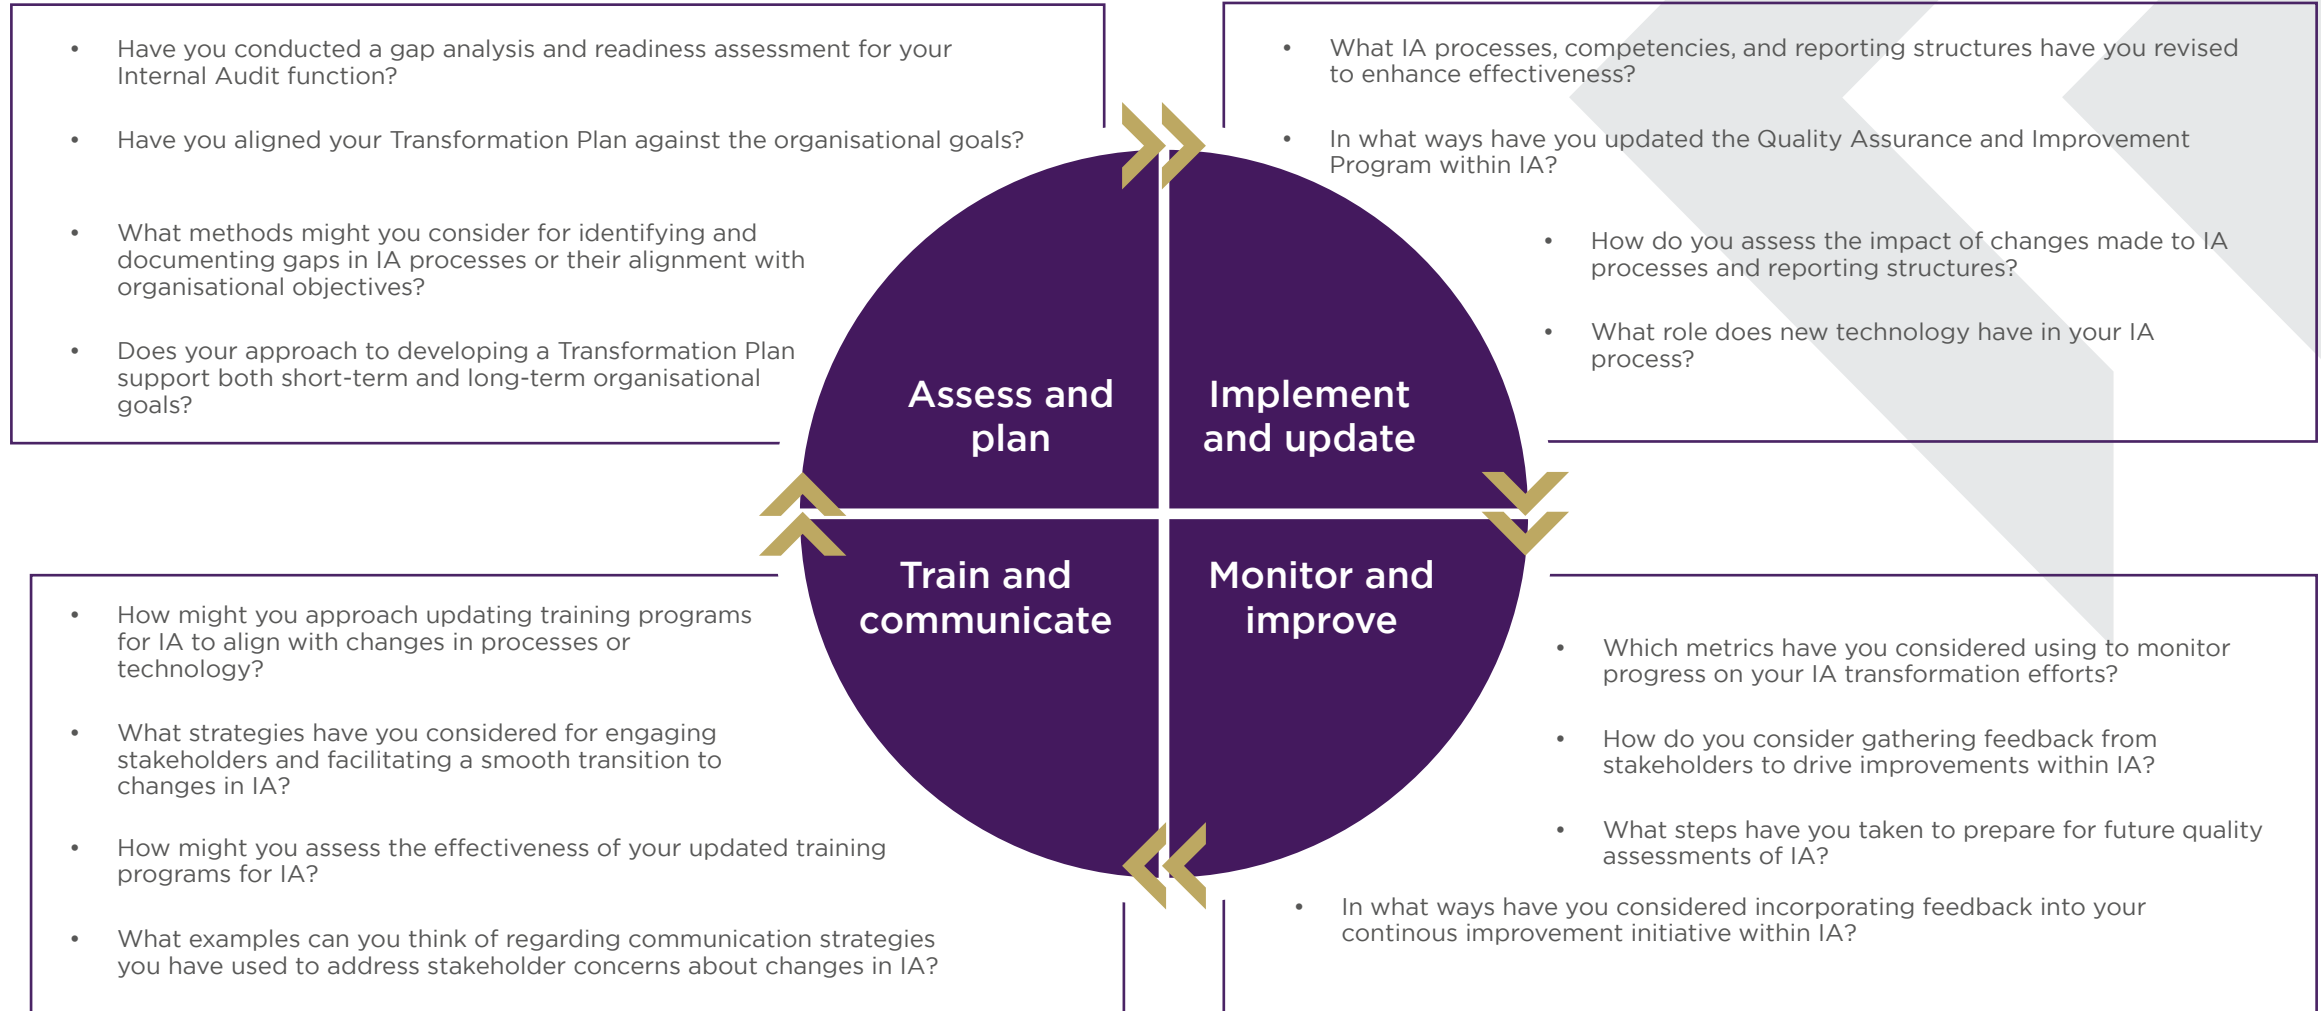 • Have you conducted a gap analysis and readiness assessment for your
Internal Audit function?
• Have you aligned your Transformation Plan against the organisational goals?
• What methods might you consider for identifying and
documenting gaps in IA processes or their alignment with
organisational objectives?
• Does your approach to developing a Transformation Plan
support both short-term and long-term organisational
goals?
• What IA processes, competencies, and reporting structures have you revised
to enhance effectiveness?
• In what ways have you updated the Quality Assurance and Improvement
Program within IA?
• How do you assess the impact of changes made to IA
processes and reporting structures?
• What role does new technology have in your IA
process?
Assess and
plan
Implement
and update
Train and
communicate
Monitor and
improve
• How might you approach updating training programs
for IA to align with changes in processes or
technology?
• What strategies have you considered for engaging
stakeholders and facilitating a smooth transition to
changes in IA?
• How might you assess the effectiveness of your updated training
programs for IA?
• What examples can you think of regarding communication strategies
you have used to address stakeholder concerns about changes in IA?
• Which metrics have you considered using to monitor
progress on your IA transformation efforts?
• How do you consider gathering feedback from
stakeholders to drive improvements within IA?
• What steps have you taken to prepare for future quality
assessments of IA?
• In what ways have you considered incorporating feedback into your
continous improvement initiative within IA?